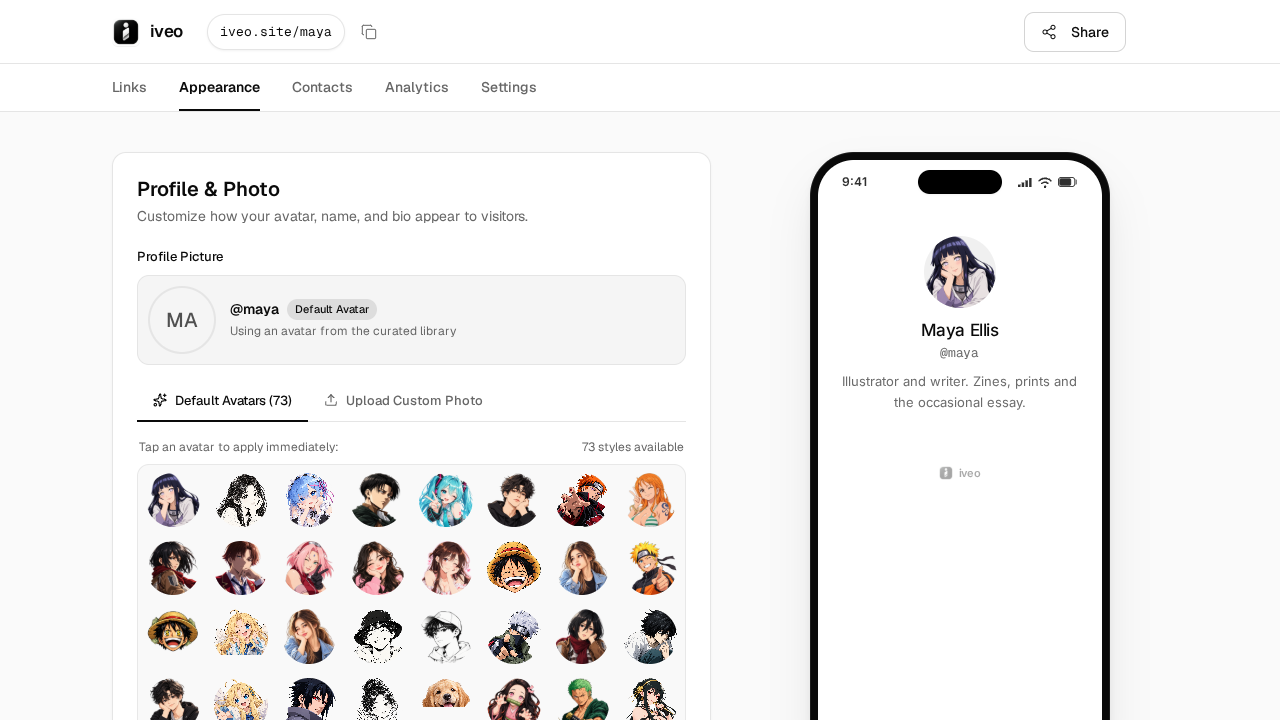 iveo
iveo.site/maya
Share
Links
Appearance
Contacts
Analytics
Settings
Profile & Photo
Customize how your avatar, name, and bio appear to visitors.
Profile Picture
MA
@maya
Default Avatar
Using an avatar from the curated library
Default Avatars (73)
Upload Custom Photo
Tap an avatar to apply immediately:
73 styles available
9:41
Maya Ellis
@maya
Illustrator and writer. Zines, prints and
the occasional essay.
iveo